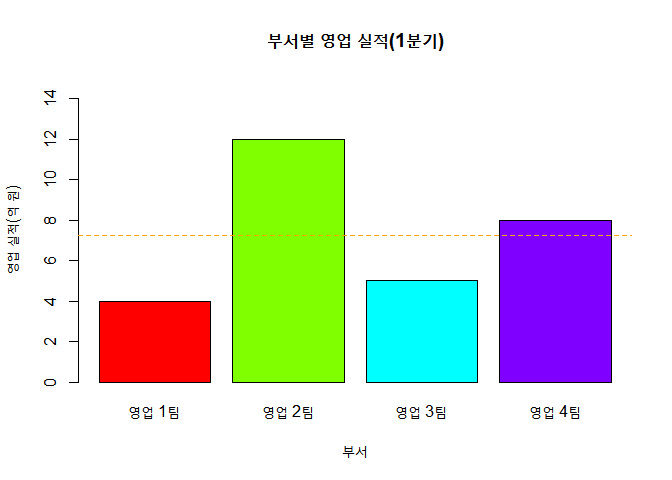 부서별 영업 실적(1분기)
영업 실적(억 원)
14
12
10
8
6
4
2
0
영업 1팀
영업 2팀
영업 3팀
영업 4팀
부서